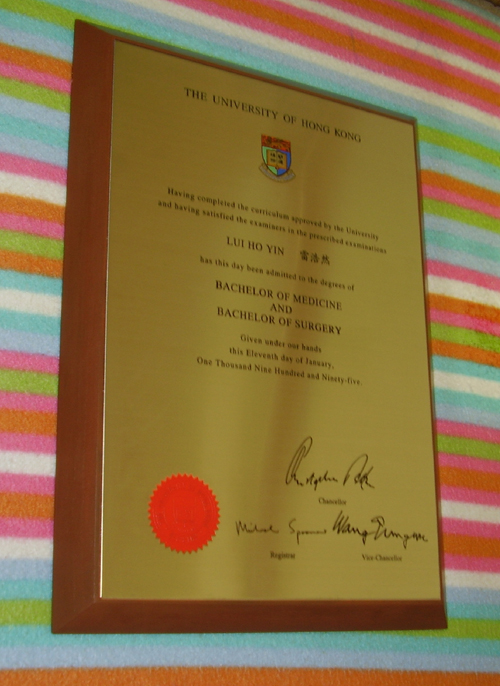 THE UNIVERSITY OF HONG KONG
Having completed the curriculum approved by the University
and having satisfied the examiners in the prescribed examinations
LUI HO YIN 雷浩然
has this day been admitted to the degrees of
BACHELOR OF MEDICINE
AND
BACHELOR OF SURGERY
Given under our hands
this Eleventh day of January,
One Thousand Nine Hundred and Ninety-five.
Chancellor
Registrar Vice-Chancellor